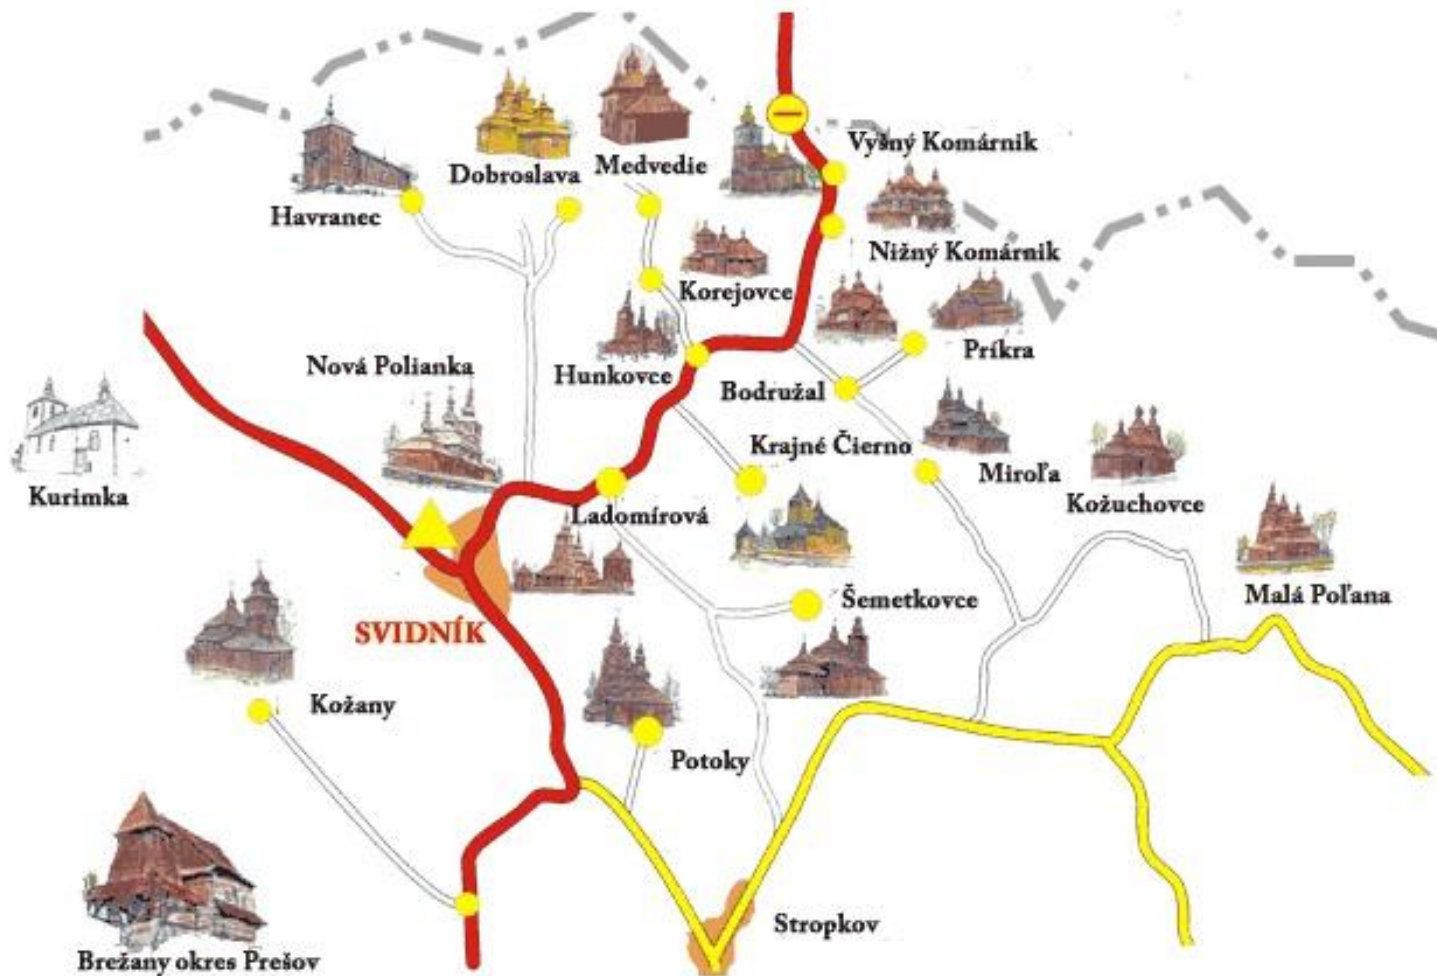 Vyšný Komárnik
Medvedie
Dobroslava
Havranec
Nižný Komárnik
Korejovce
Príkra
Nová Polianka
Hunkovce
Bodružal
Krajné Čierno
Miroľa
Kurimka
Kožuchovce
Ladomírová
Malá Poľana
Šemetkovce
SVIDNÍK
Kožany
Potoky
Stropkov
Brežany okres Prešov